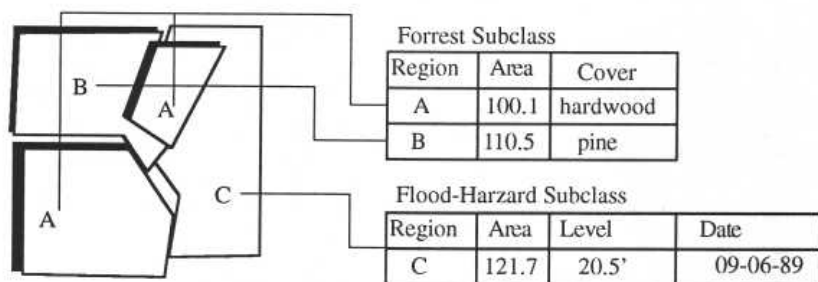 Forrest Subclass
Region Area Cover
A 100.1 hardwood
B 110.5 pine
Flood-Harzard Subclass
Region Area Level Date
C 121.7 20.5’ 09-06-89
B
A
A
C